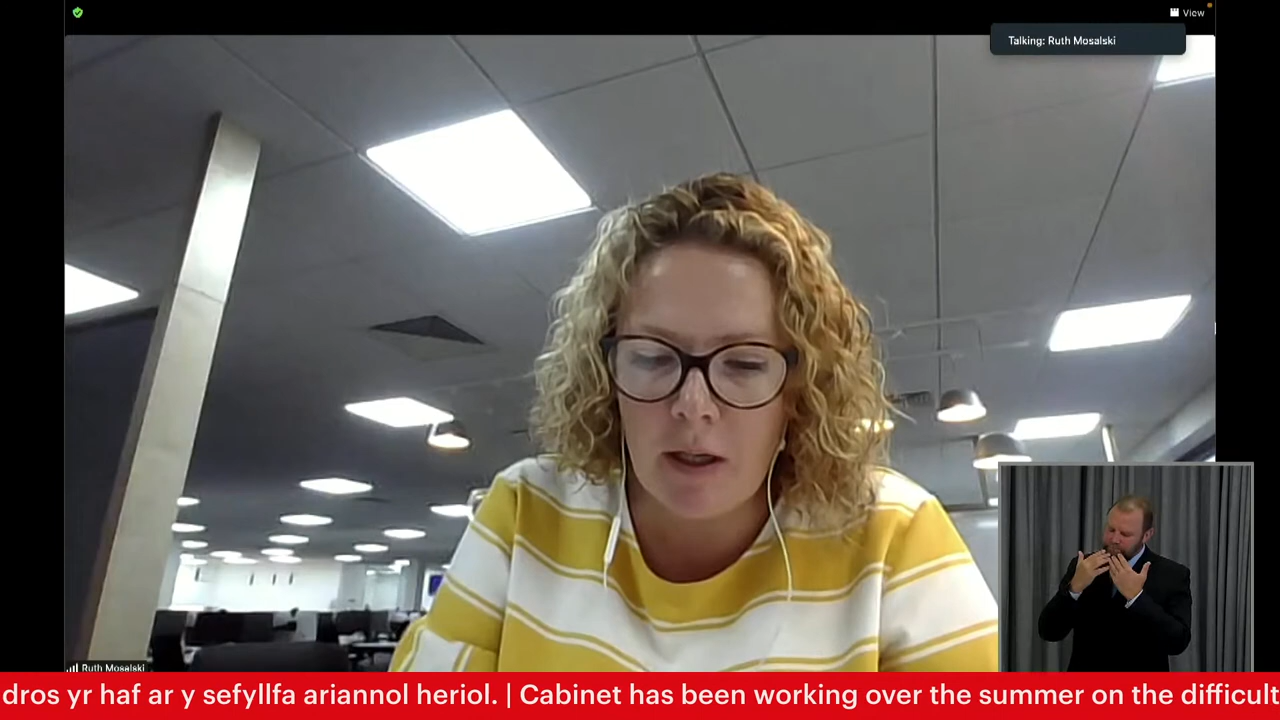 View
Talking: Ruth Mosalski
Ruth Mosalski
dros yr haf ar y sefyllfa ariannol heriol. | Cabinet has been working over the summer on the difficult